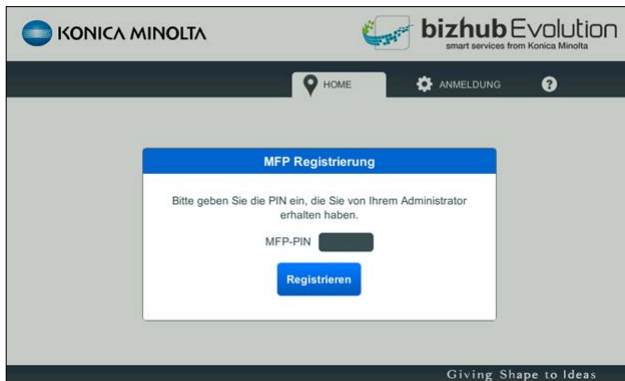 KONICA MINOLTA
bizhub Evolution
smart services from Konica Minolta
HOME
ANMELDUNG
?
MFP Registrierung
Bitte geben Sie die PIN ein, die Sie von Ihrem Administrator
erhalten haben.
MFP-PIN
Registrieren
Giving Shape to Ideas